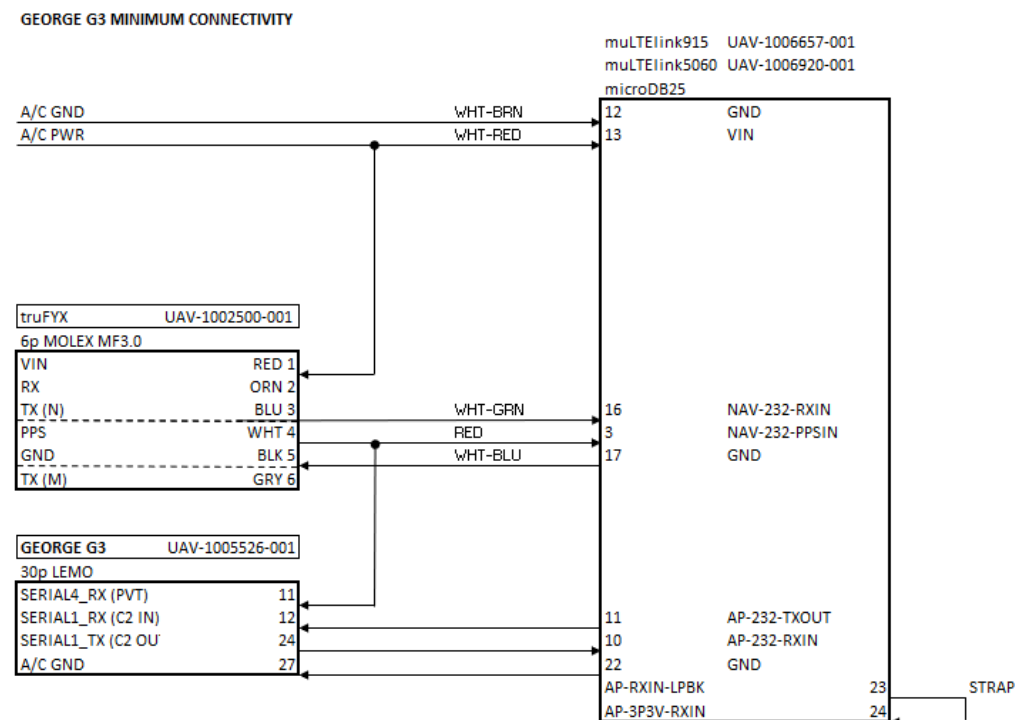 GEORGE G3 MINIMUM CONNECTIVITY
muLTElink915 UAV-1006657-001
muLTElink5060 UAV-1006920-001
microDB25
A/C GND WHT-BRN 12 GND
A/C PWR WHT-RED 13 VIN
truFYX UAV-1002500-001
6p MOLEX MF3.0
VIN RED 1
RX ORN 2
TX (N) BLU 3 WHT-GRN 16 NAV-232-RXIN
PPS WHT 4 RED 3 NAV-232-PPSIN
GND BLK 5 WHT-BLU 17 GND
TX (M) GRY 6
GEORGE G3 UAV-1005526-001
30p LEMO
SERIAL4_RX (PVT) 11
SERIAL1_RX (C2 IN) 12 11 AP-232-TXOUT
SERIAL1_TX (C2 OU 24 10 AP-232-RXIN
A/C GND 27 22 GND
AP-RXIN-LPBK 23 STRAP
AP-3P3V-RXIN 24